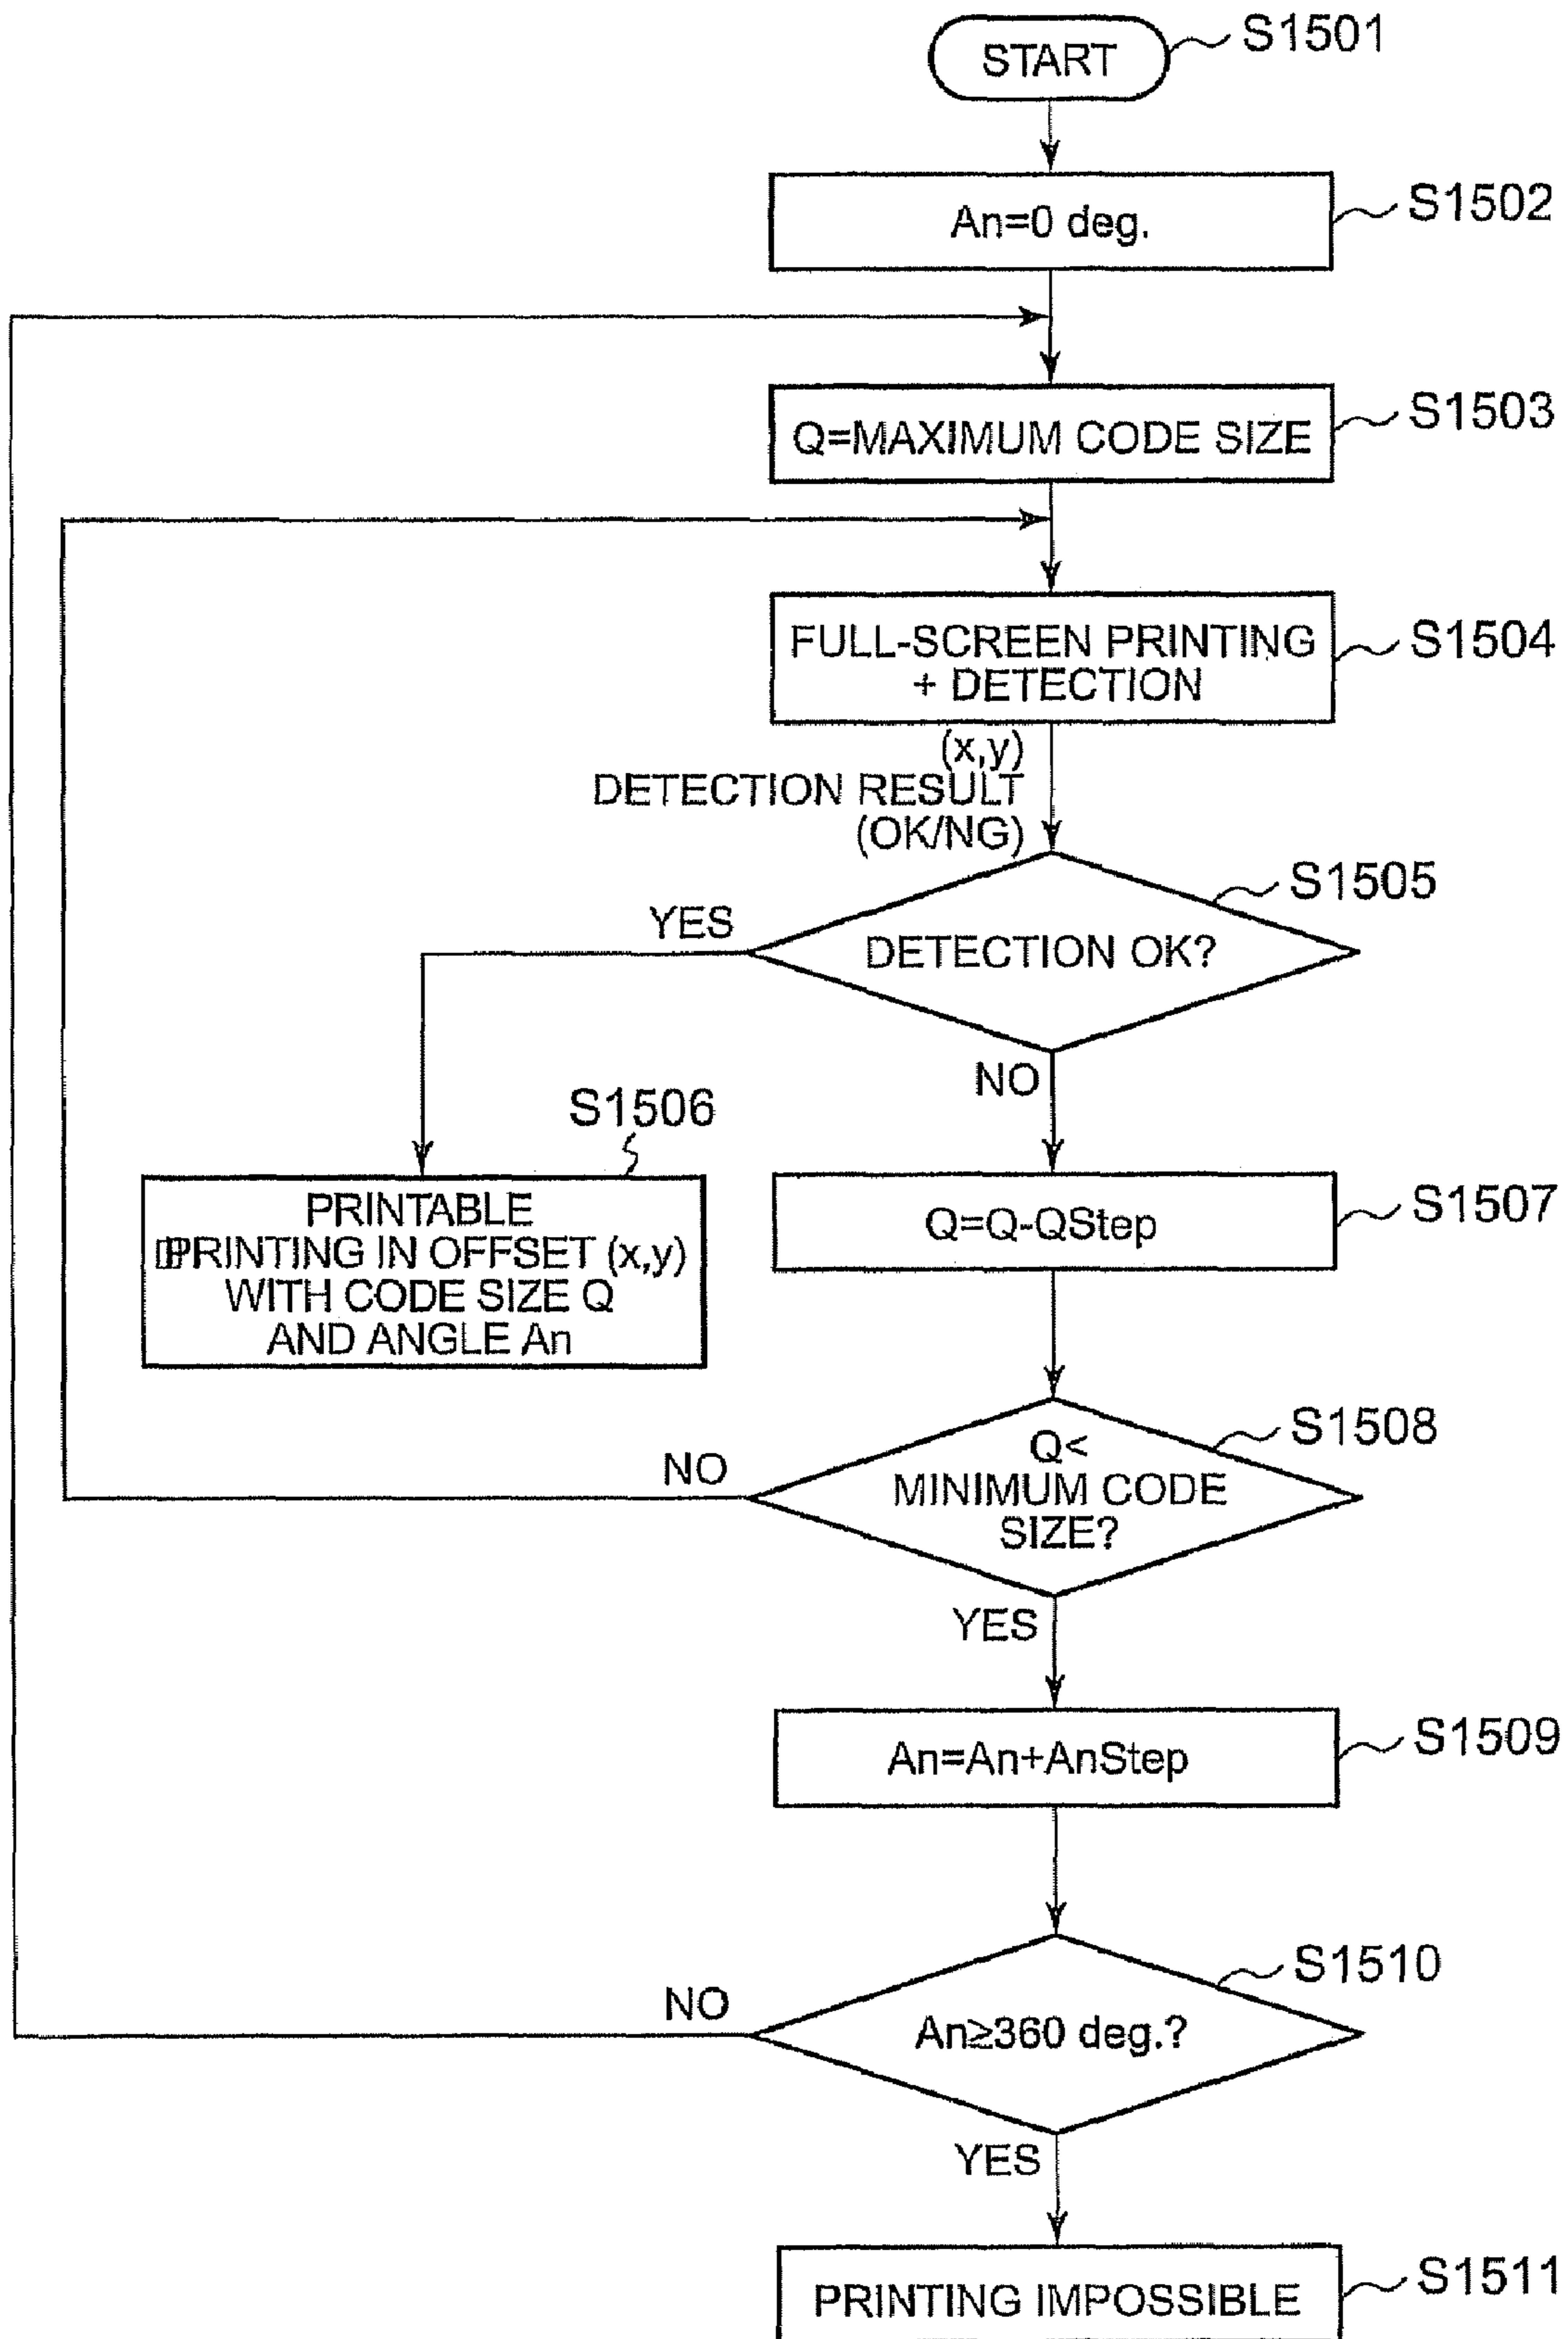 START
S1501
An=0 deg.
S1502
Q=MAXIMUM CODE SIZE
S1503
FULL-SCREEN PRINTING
+ DETECTION
S1504
(x,y)
DETECTION RESULT
(OK/NG)
S1505
YES
DETECTION OK?
NO
S1506
PRINTABLE
PRINTING IN OFFSET (x,y)
WITH CODE SIZE Q
AND ANGLE An
Q=Q-QStep
S1507
S1508
NO
Q<
MINIMUM CODE
SIZE?
YES
An=An+AnStep
S1509
S1510
NO
An≥360 deg.?
YES
PRINTING IMPOSSIBLE
S1511